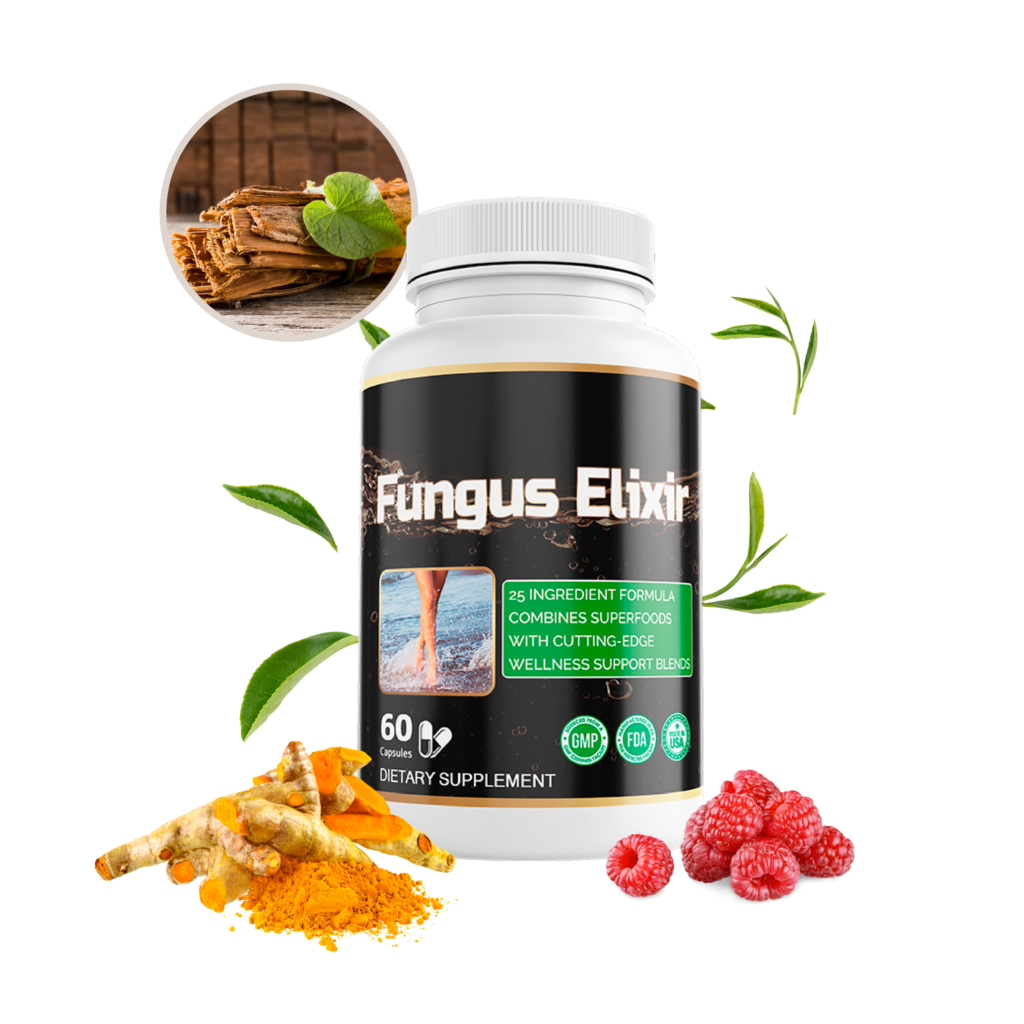 Fungus Elixir
25 INGREDIENT FORMULA
COMBINES SUPERFOODS
WITH CUTTING-EDGE
WELLNESS SUPPORT BLENDS
60
Capsules
GMP
FDA
USA
DIETARY SUPPLEMENT